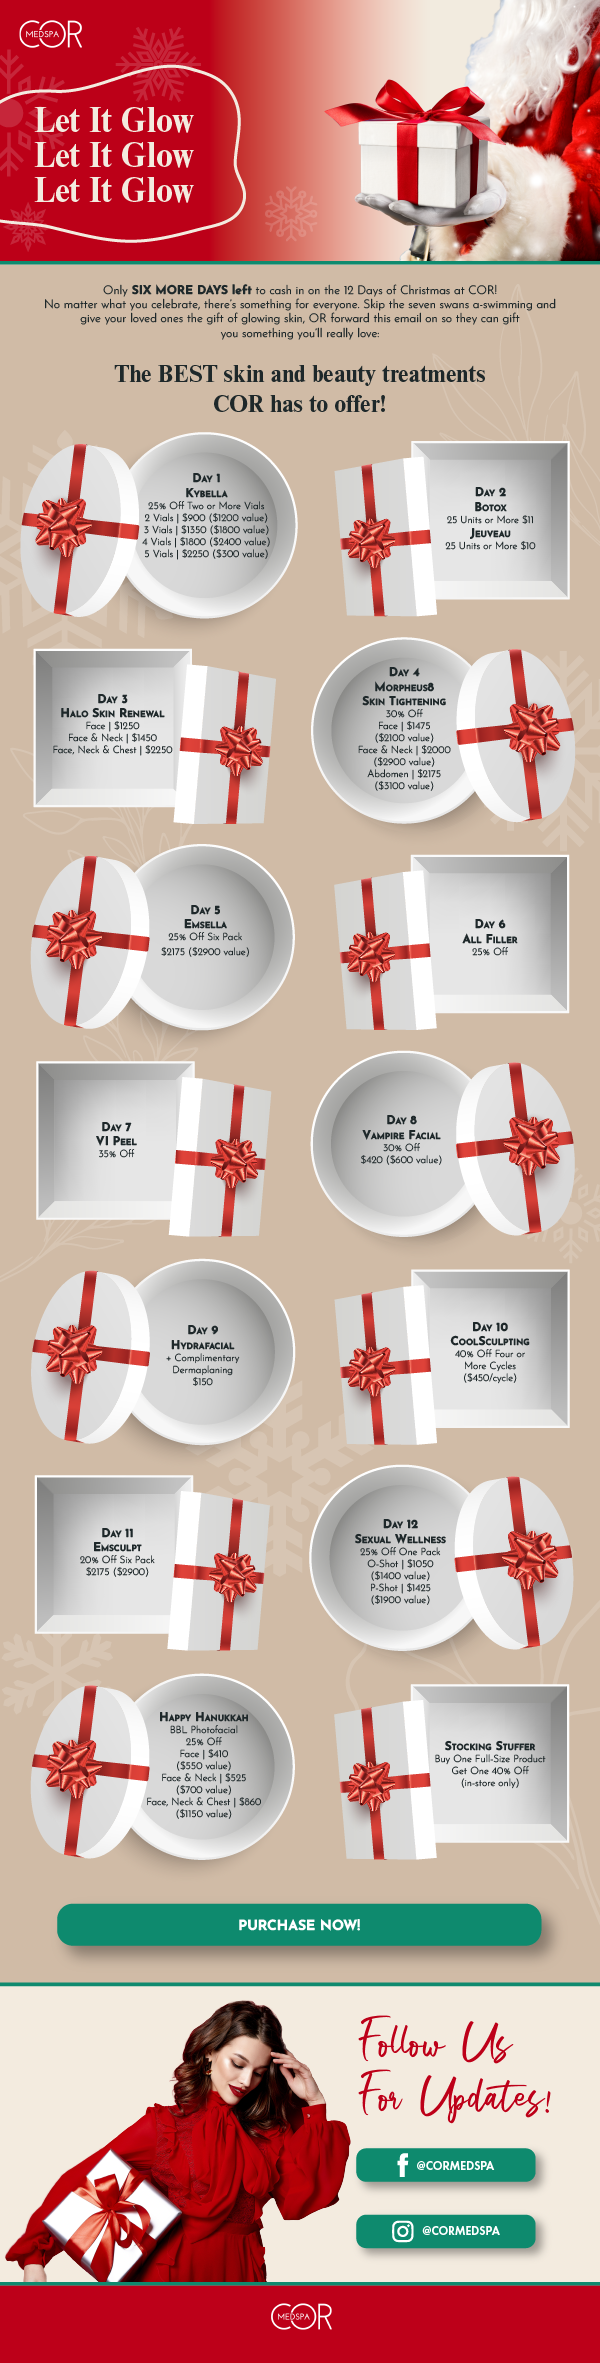 COR
MEDSPA
Let It Glow
Let It Glow
Let It Glow
Only SIX MORE DAYS left to cash in on the 12 Days of Christmas at COR!
No matter what you celebrate, there's something for everyone. Skip the seven swans a-swimming and
give your loved ones the gift of glowing skin, OR forward this email on so they can gift
you something you'll really love:
The BEST skin and beauty treatments
COR has to offer!
Day 1
Kybella
25% Off Two or More Vials
2 Vials | $900 ($1200 value)
3 Vials | $1350 ($1800 value)
4 Vials | $1800 ($2400 value)
5 Vials | $2250 ($300 value)
Day 2
Botox
25 Units or More $11
Jeuveau
25 Units or More $10
Day 3
Halo Skin Renewal
Face | $1250
Face & Neck | $1450
Face, Neck & Chest | $2250
Day 4
Morpheus8
Skin Tightening
30% Off
Face | $1475
($2100 value)
Face & Neck | $2000
($2900 value)
Abdomen | $2175
($3100 value)
Day 5
Emsella
25% Off Six Pack
$2175 ($2900 value)
Day 6
All Filler
25% Off
Day 7
VI Peel
35% Off
Day 8
Vampire Facial
30% Off
$420 ($600 value)
Day 9
Hydrafacial
+ Complimentary
Dermaplaning
$150
Day 10
CoolSculpting
40% Off Four or
More Cycles
($450/cycle)
Day 11
Emsculpt
20% Off Six Pack
$2175 ($2900)
Day 12
Sexual Wellness
25% Off One Pack
O-Shot | $1050
($1400 value)
P-Shot | $1425
($1900 value)
Happy Hanukkah
BBL Photofacial
25% Off
Face | $410
($550 value)
Face & Neck | $525
($700 value)
Face, Neck & Chest | $860
($1150 value)
Stocking Stuffer
Buy One Full-Size Product
Get One 40% Off
(in-store only)
PURCHASE NOW!
Follow Us
For Updates!
@CORMEDSPA
@CORMEDSPA
COR
MEDSPA